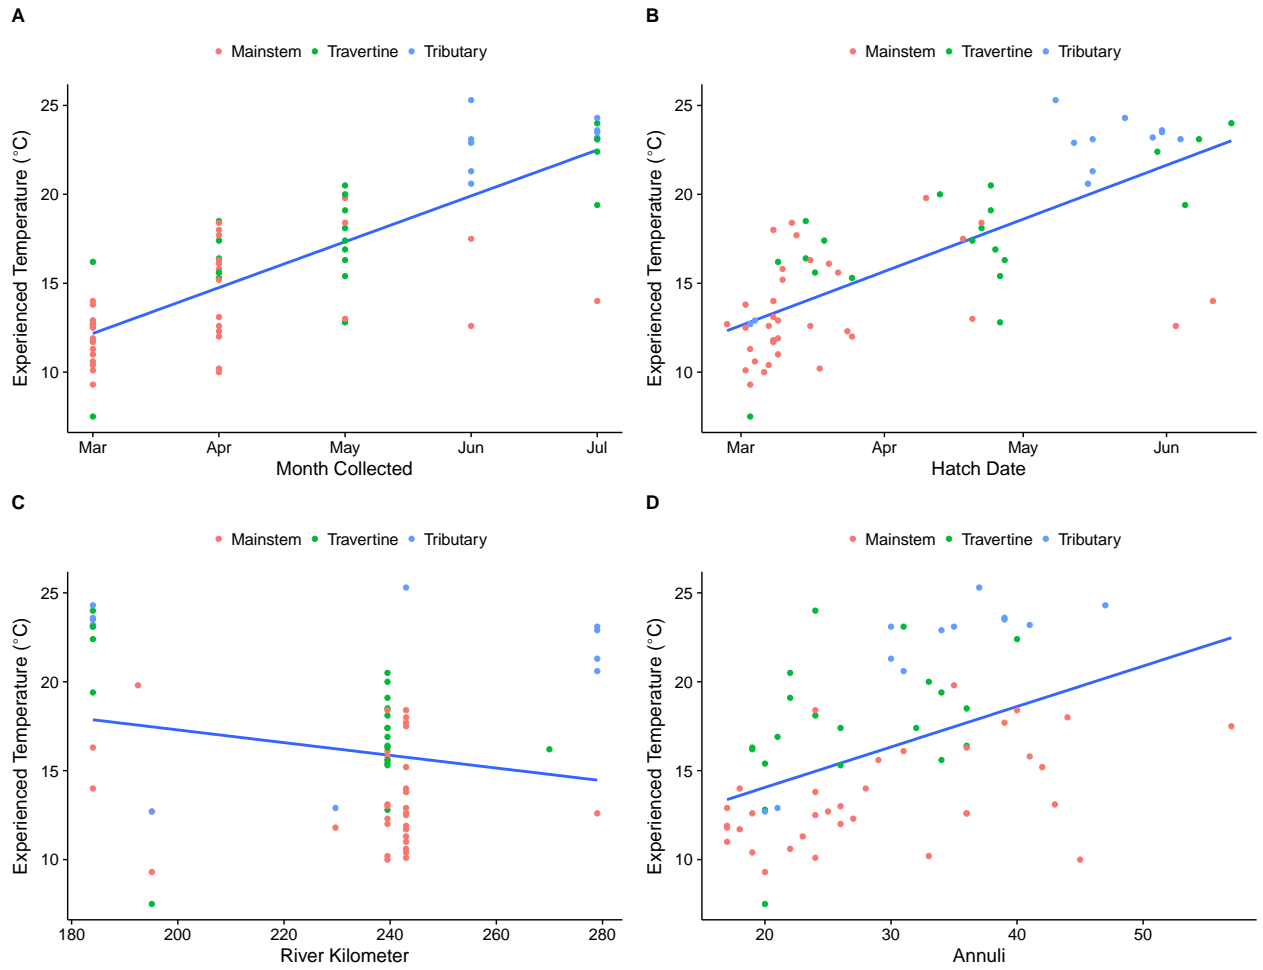 A
Mainstem Travertine Tributary
Experienced Temperature (°C)
25
20
15
10
Mar Apr May Jun Jul
Month Collected
B
Mainstem Travertine Tributary
Experienced Temperature (°C)
25
20
15
10
Mar Apr May Jun
Hatch Date
C
Mainstem Travertine Tributary
Experienced Temperature (°C)
25
20
15
10
180 200 220 240 260 280
River Kilometer
D
Mainstem Travertine Tributary
Experienced Temperature (°C)
25
20
15
10
20 30 40 50
Annuli